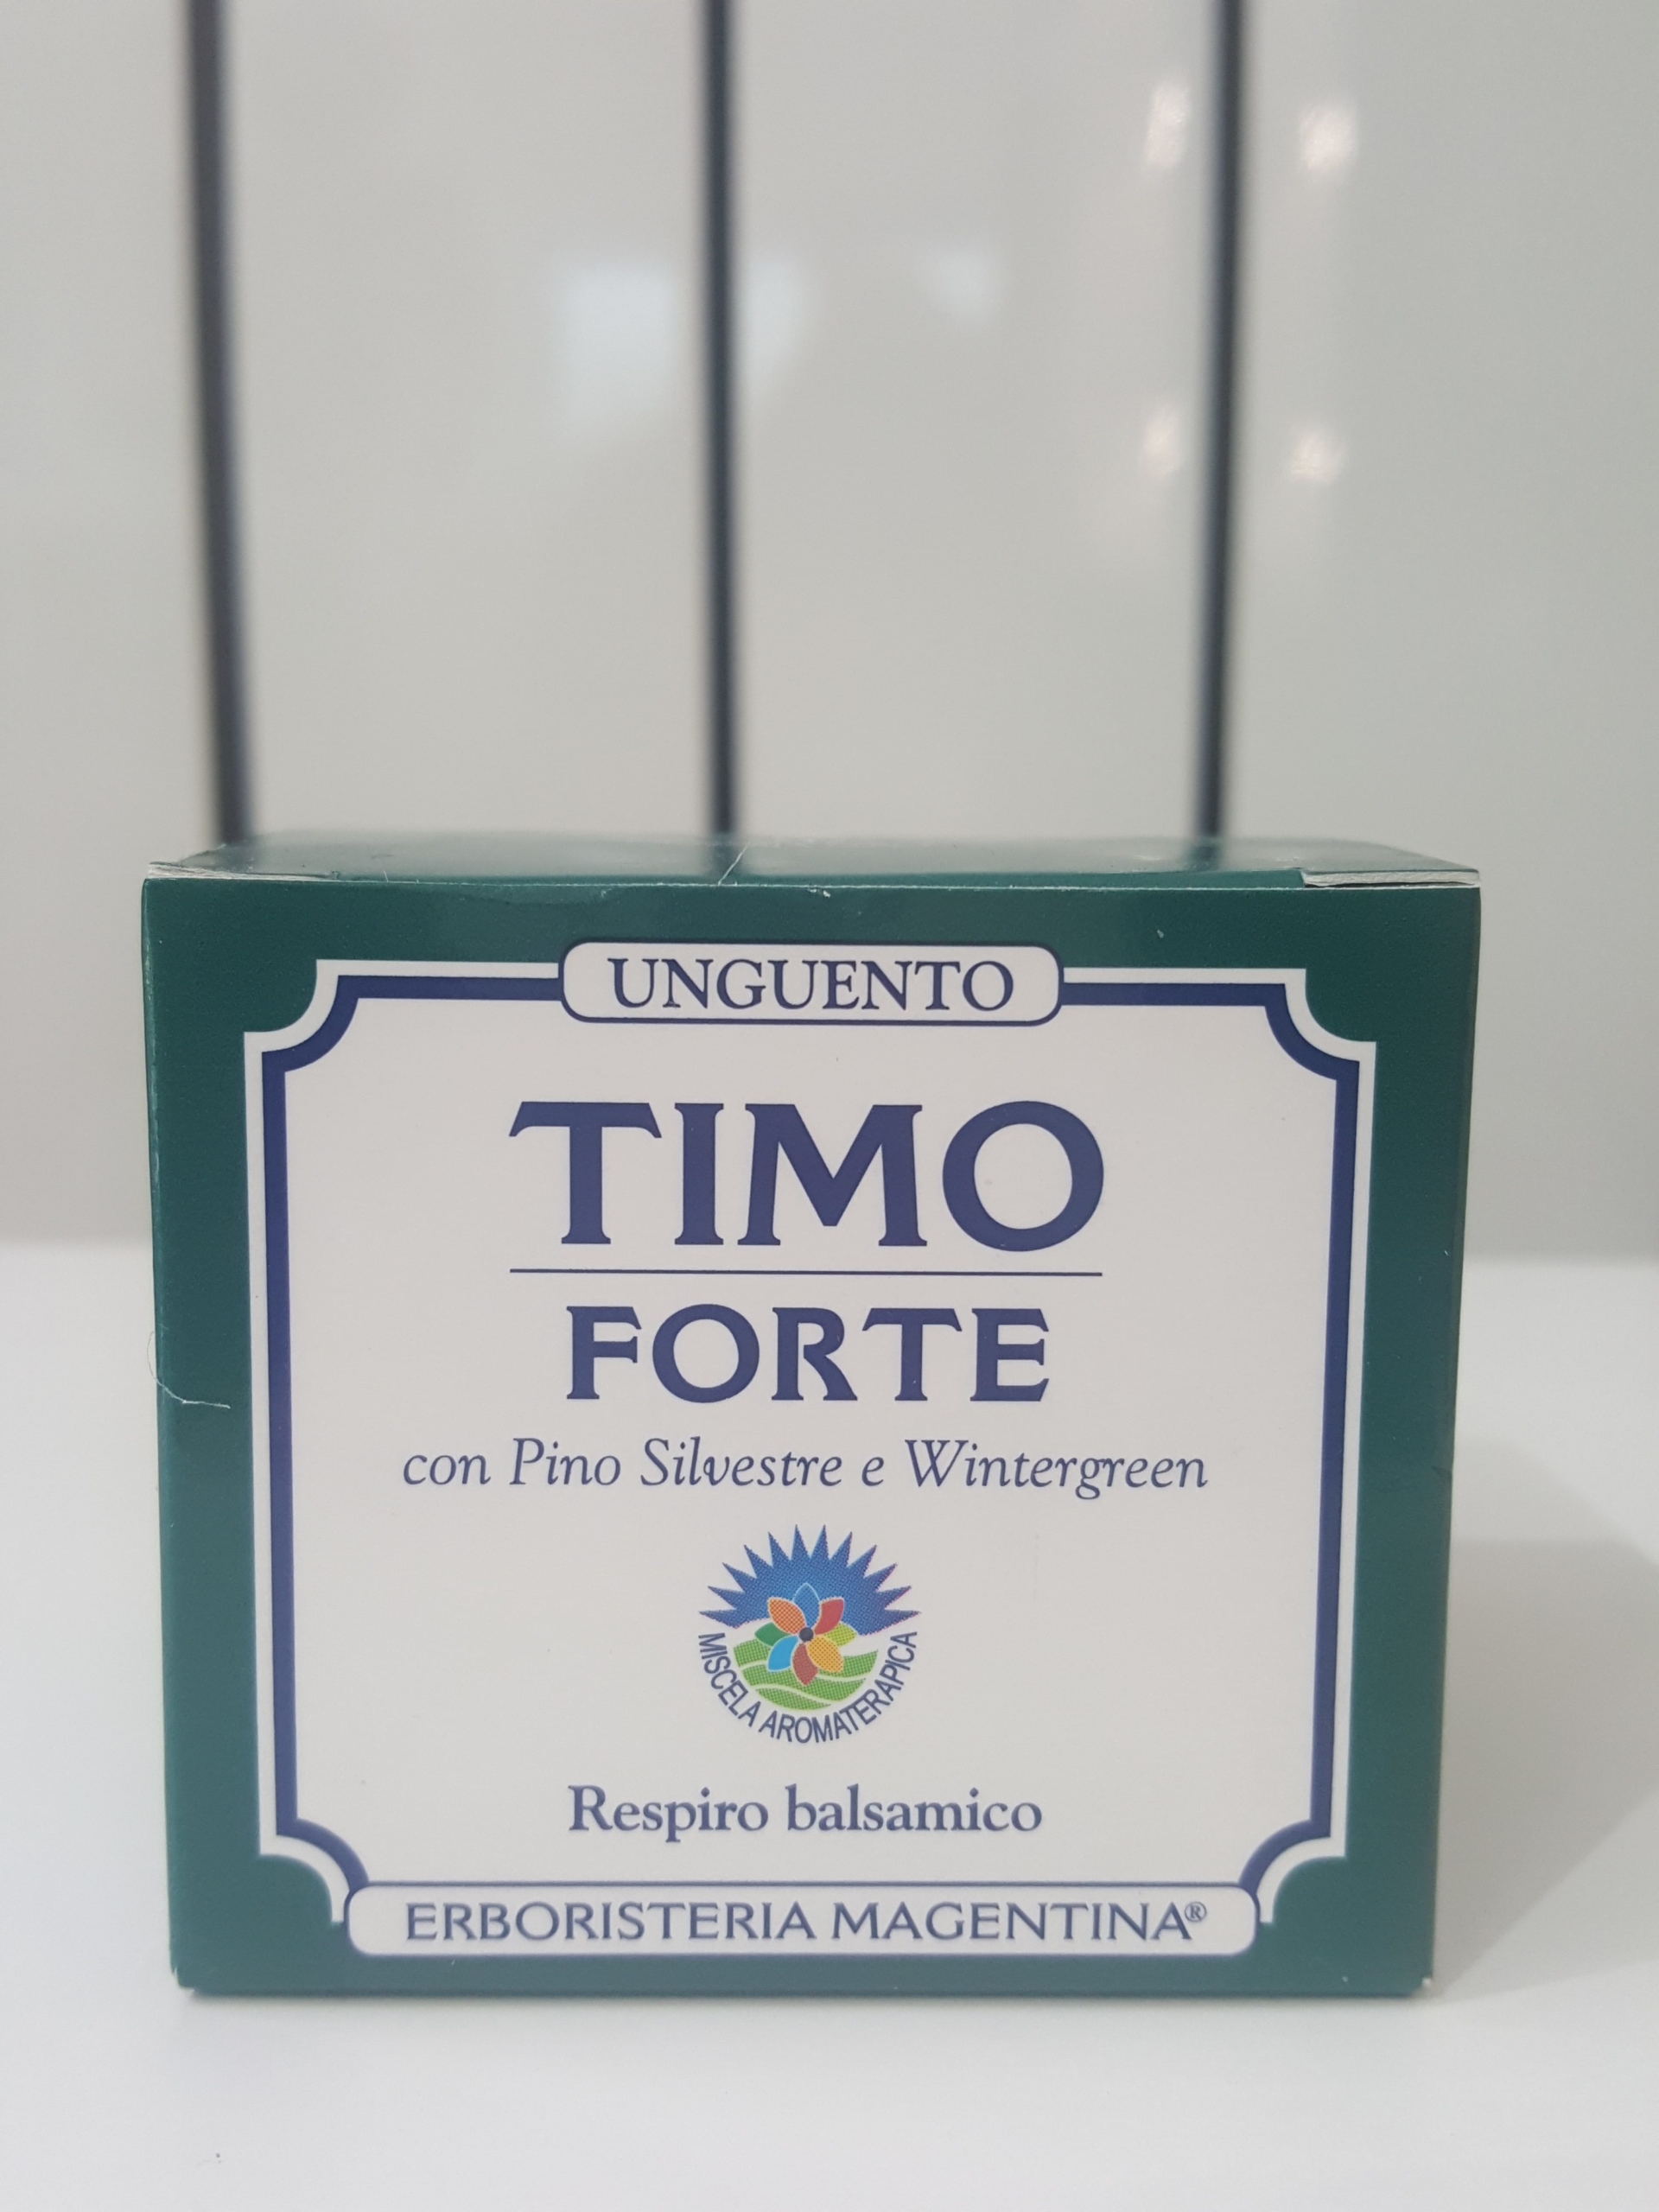 UNGUENTO
TIMO
FORTE
con Pino Silvestre e Wintergreen
MISCELA AROMATERAPICA
Respiro balsamico
ERBORISTERIA MAGENTINA®